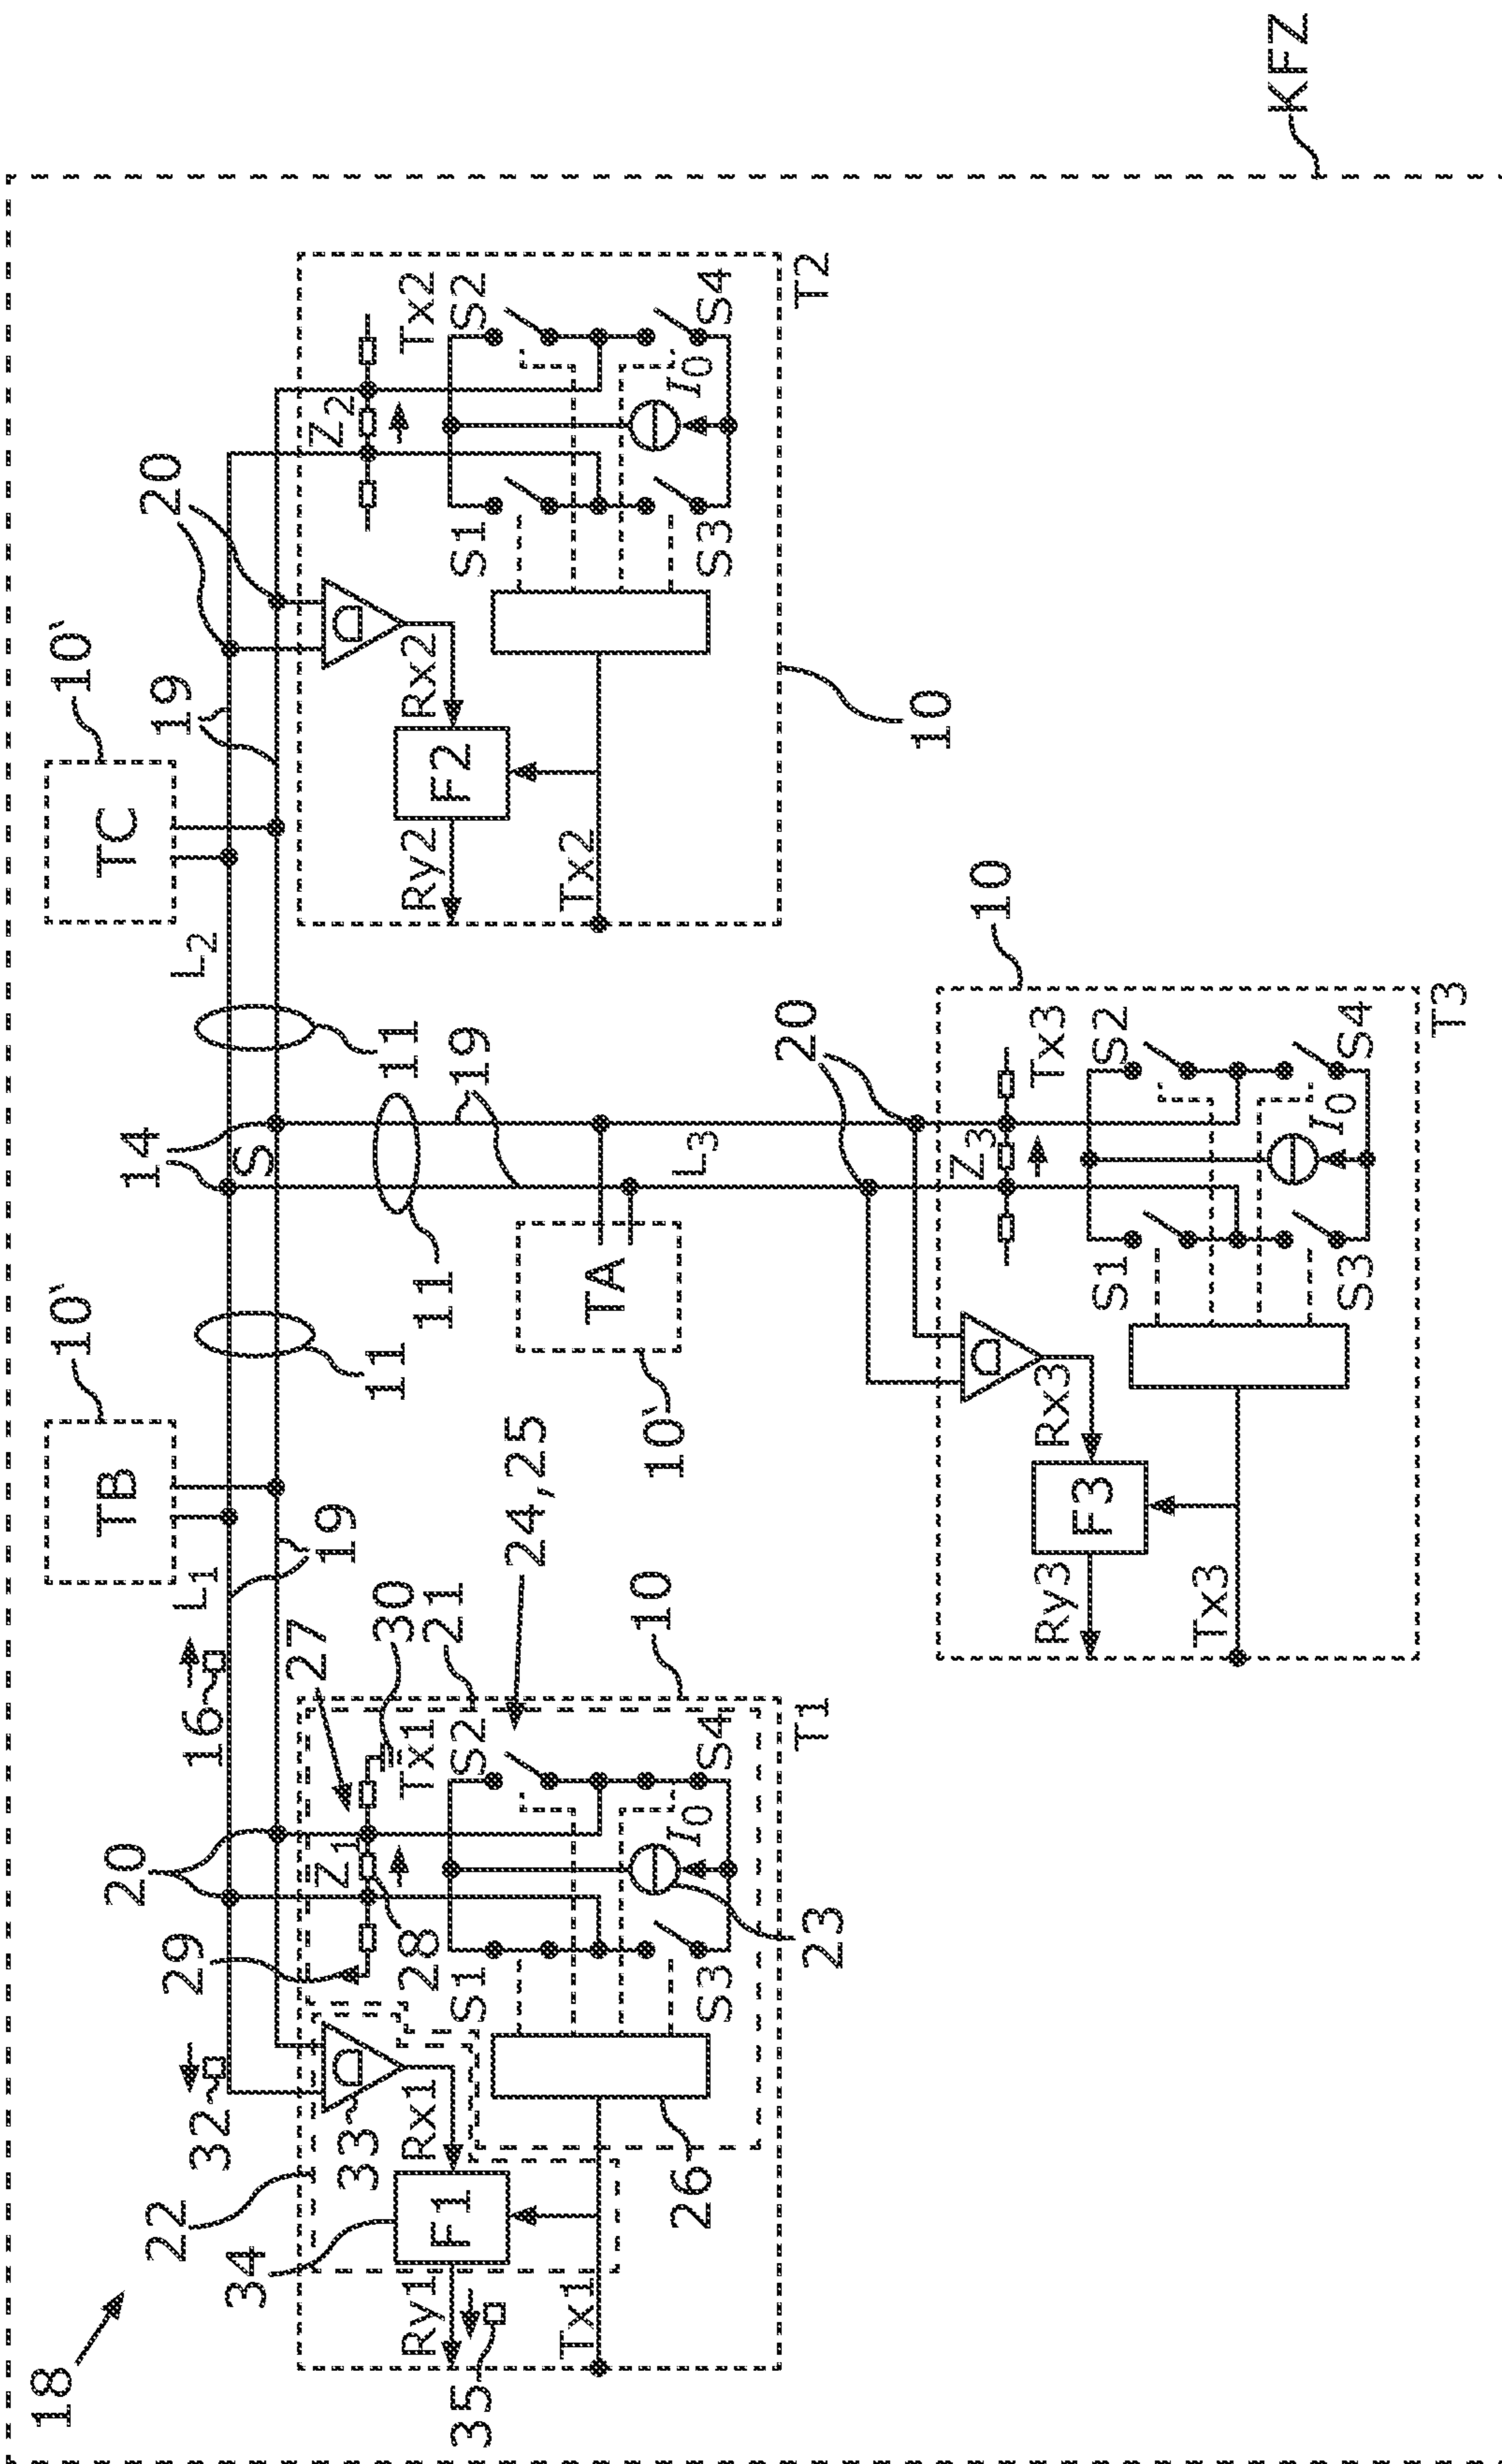 18
KFZ
TB
10'
TC
10'
16
L1
L2
19
20
32
20
14
S
11
11
22
29
27
19
11
19
34
33
28
Z1
30
21
24, 25
Tx1
Ry1
F1
Rx1
D
S1
S2
S3
S4
I0
35
Tx1
26
23
T1
10
TA
10'
L3
20
Ry2
F2
Rx2
D
Z2
Tx2
S1
S2
S3
S4
I0
Tx2
T2
10
10
Ry3
F3
Rx3
D
Z3
Tx3
S1
S2
S3
S4
I0
Tx3
T3